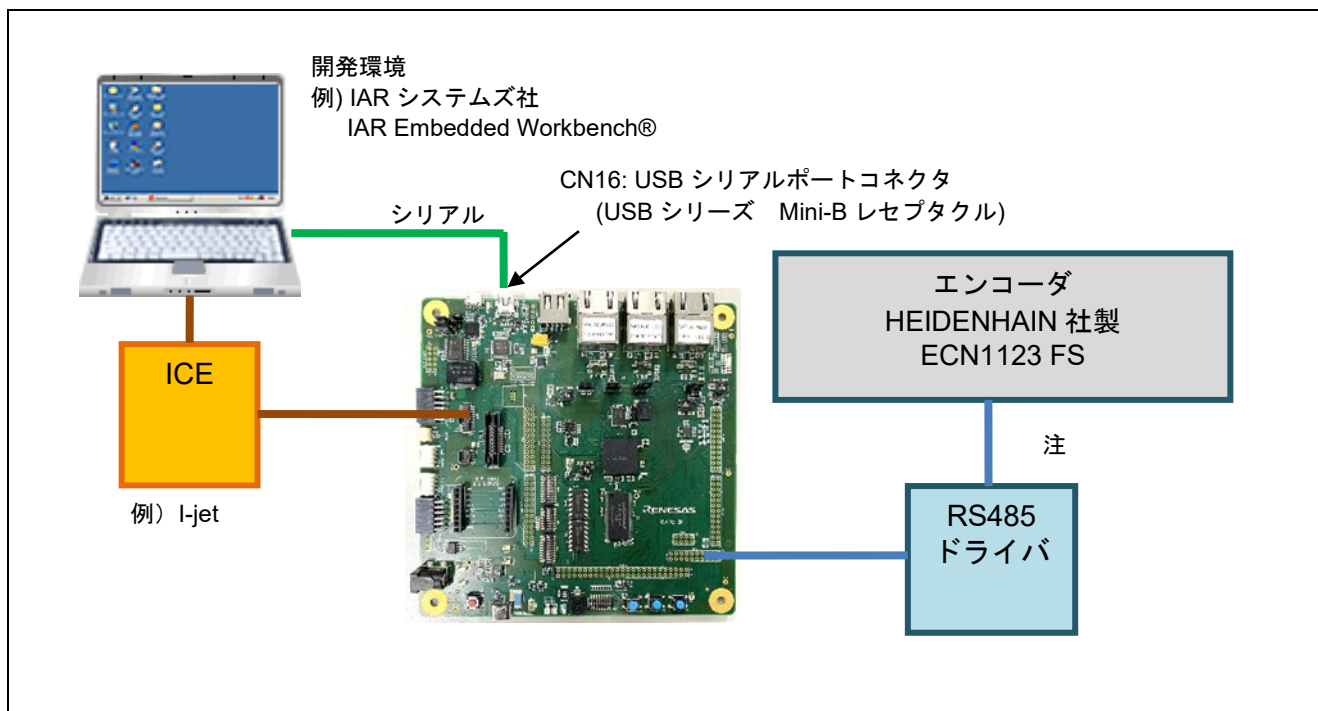 開発環境
例) IAR システムズ社
IAR Embedded Workbench®
CN16: USB シリアルポートコネクタ
(USB シリーズ　Mini-B レセプタクル)
シリアル
エンコーダ
HEIDENHAIN 社製
ECN1123 FS
ICE
注
例）I-jet
RENESAS
RS485
ドライバ